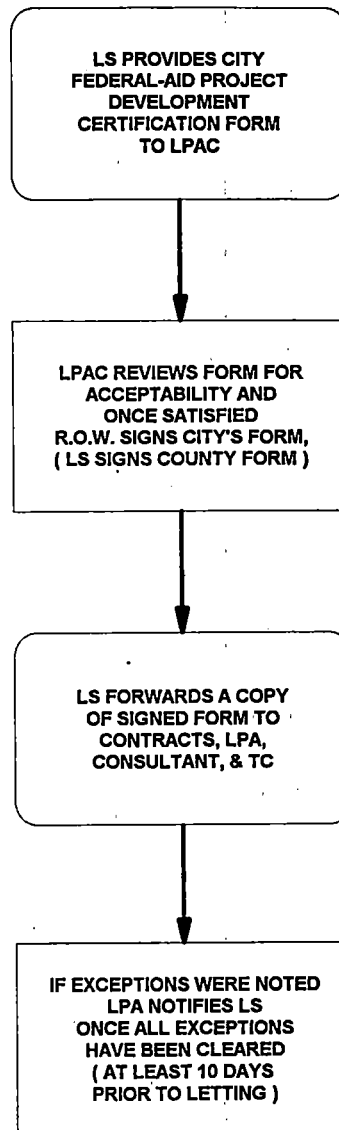 LS PROVIDES CITY
FEDERAL-AID PROJECT
DEVELOPMENT
CERTIFICATION FORM
TO LPAC
LPAC REVIEWS FORM FOR
ACCEPTABILITY AND
ONCE SATISFIED
R.O.W. SIGNS CITY'S FORM,
( LS SIGNS COUNTY FORM )
LS FORWARDS A COPY
OF SIGNED FORM TO
CONTRACTS, LPA,
CONSULTANT, & TC
IF EXCEPTIONS WERE NOTED
LPA NOTIFIES LS
ONCE ALL EXCEPTIONS
HAVE BEEN CLEARED
( AT LEAST 10 DAYS
PRIOR TO LETTING )